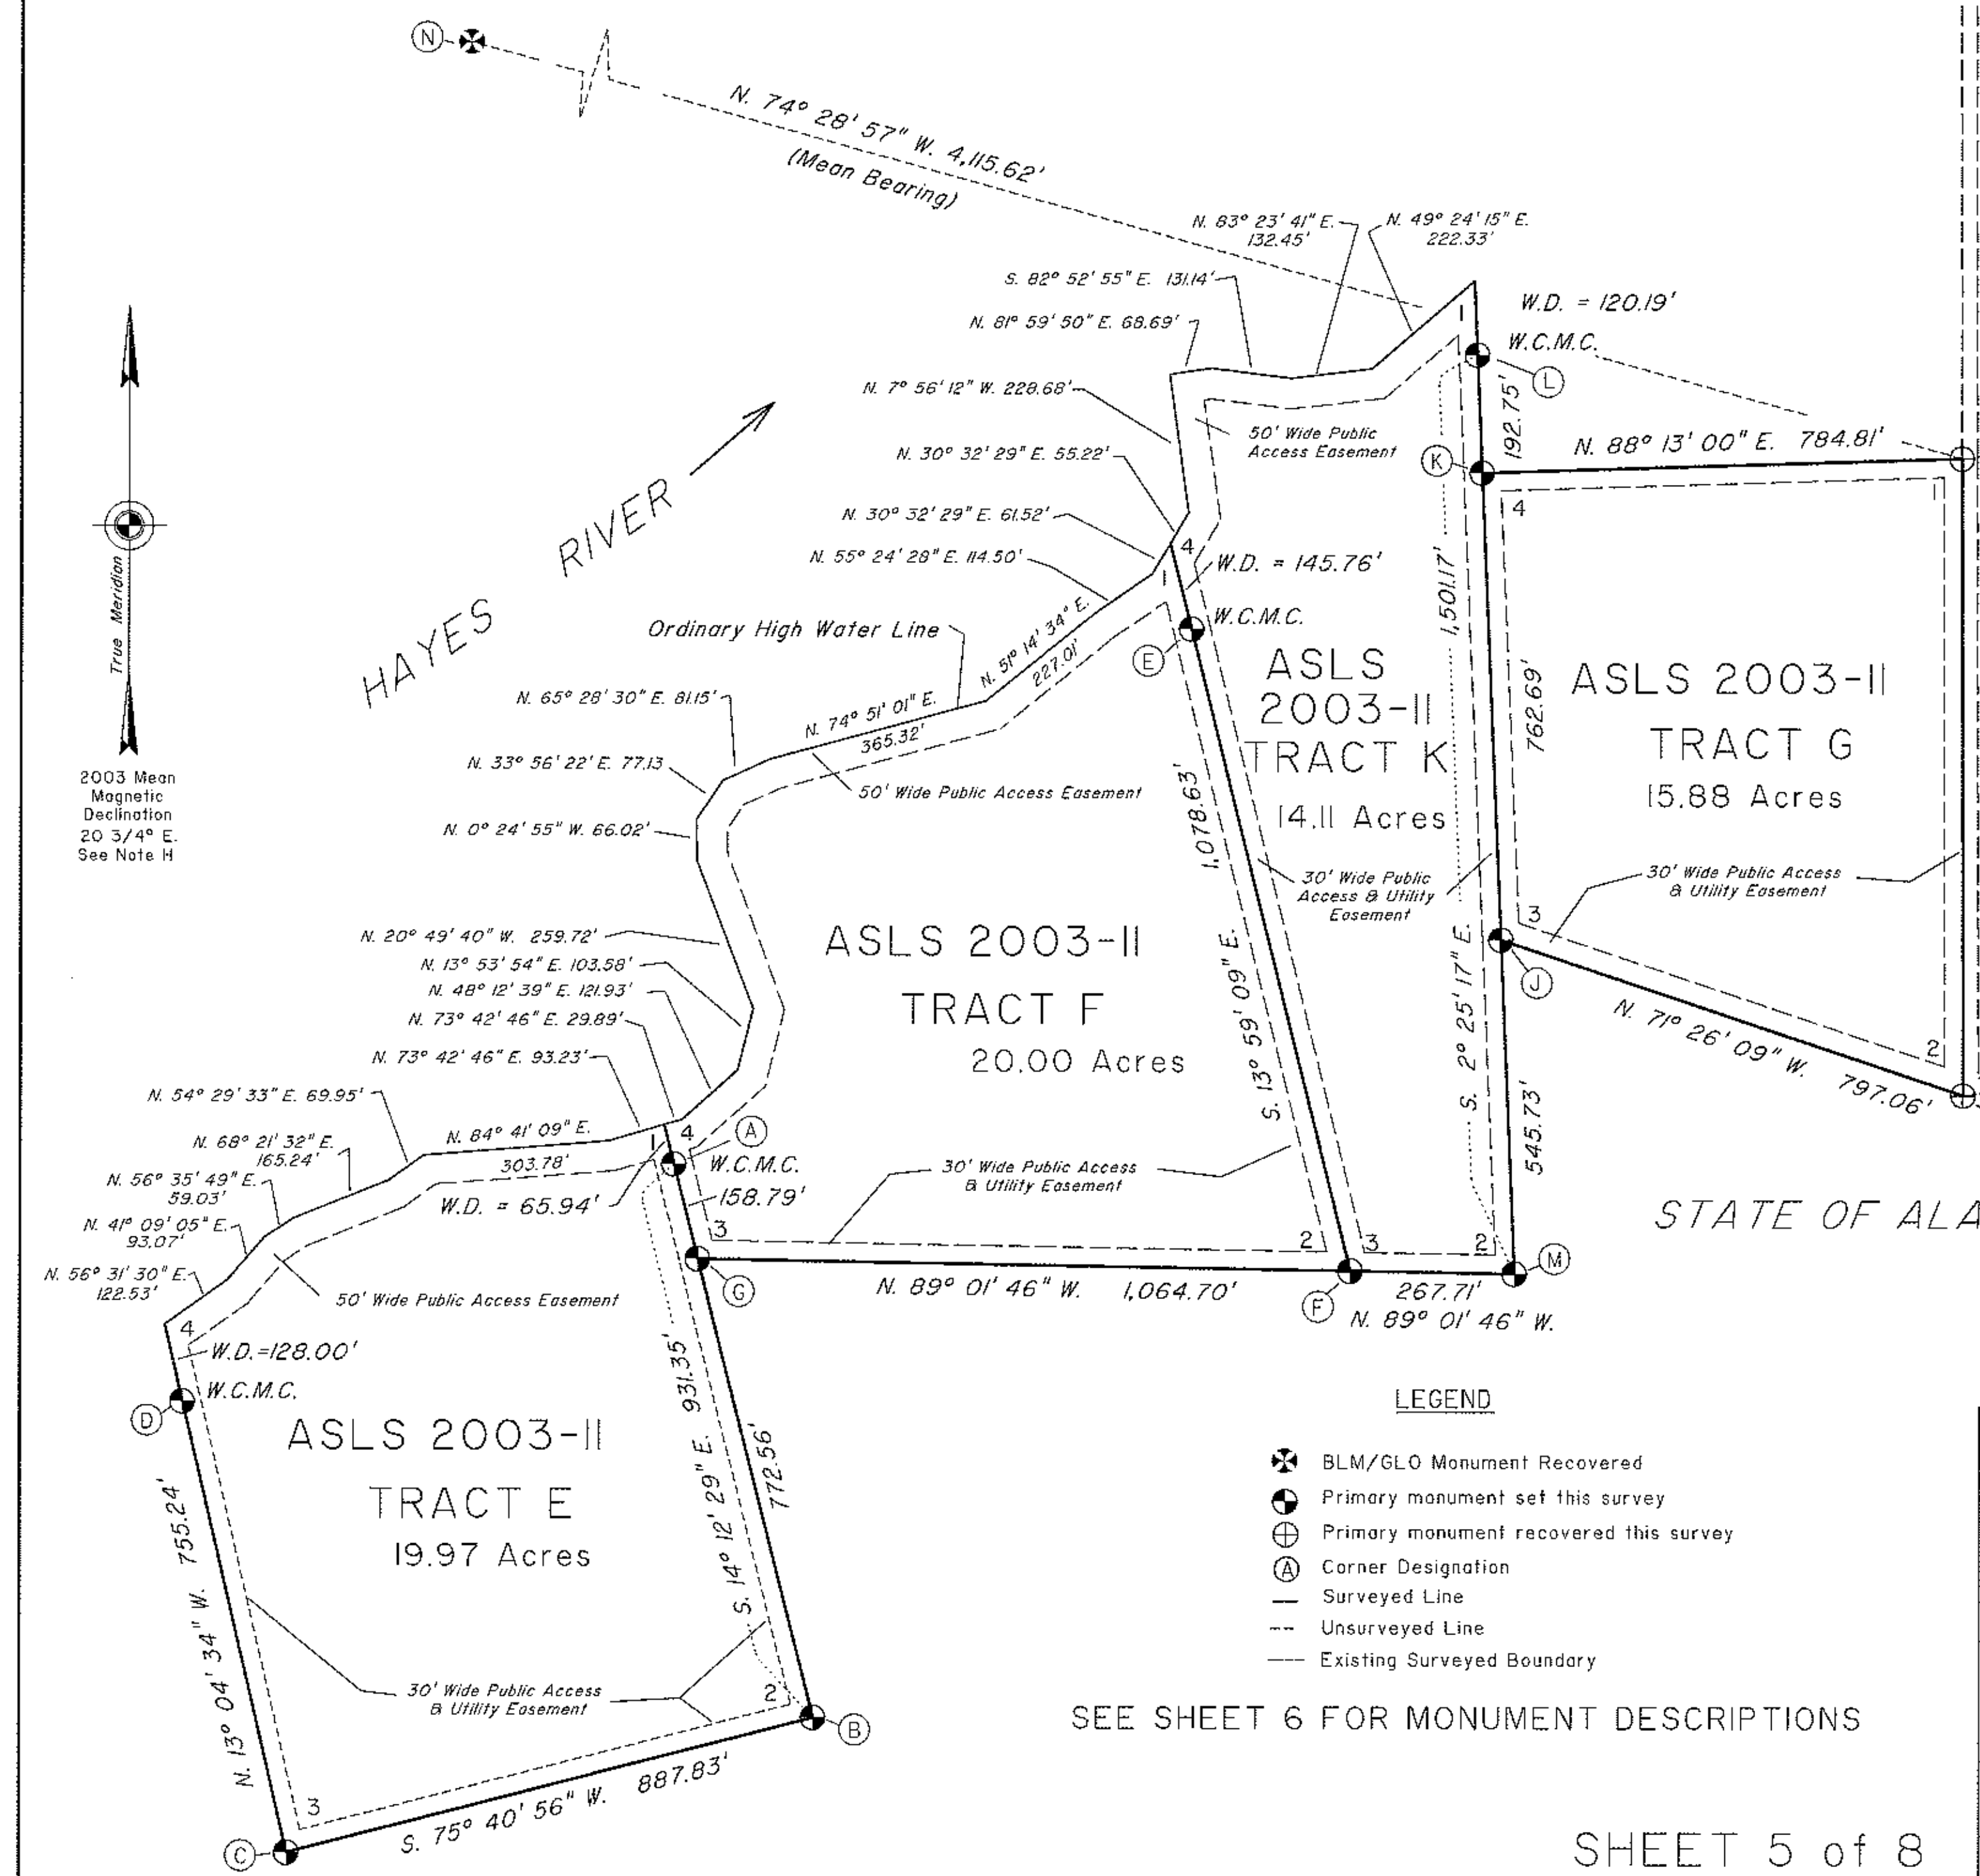 N
N. 74° 28' 57" W. 4,115.62'
(Mean Bearing)
N. 83° 23' 41" E.
132.45'
N. 49° 24' 15" E.
222.33'
S. 82° 52' 55" E. 131.14'
N. 81° 59' 50" E. 68.69'
1
W.D. = 120.19'
W.C.M.C.
L
N. 7° 56' 12" W. 228.68'
50' Wide Public
Access Easement
192.75'
N. 88° 13' 00" E. 784.81'
K
N. 30° 32' 29" E. 55.22'
N. 30° 32' 29" E. 61.52'
N. 55° 24' 28" E. 114.50'
4
1
W.D. = 145.76'
W.C.M.C.
E
4
HAYES RIVER
True Meridian
2003 Mean
Magnetic
Declination
20 3/4° E.
See Note H
Ordinary High Water Line
N. 51° 14' 34" E.
227.01'
N. 65° 28' 30" E. 81.15'
N. 74° 51' 01" E.
365.32'
N. 33° 56' 22' E. 77.13
50' Wide Public Access Easement
N. 0° 24' 55" W. 66.02'
ASLS
2003-11
TRACT K
14.11 Acres
1,501.17'
762.69'
ASLS 2003-11
TRACT G
15.88 Acres
1,078.63'
30' Wide Public
Access & Utility
Easement
30' Wide Public Access
& Utility Easement
3
N. 20° 49' 40" W. 259.72'
N. 13° 53' 54" E. 103.58'
N. 48° 12' 39" E. 121.93'
N. 73° 42' 46" E. 29.89'
N. 73° 42' 46" E. 93.23'
ASLS 2003-11
TRACT F
20.00 Acres
S. 13° 59' 09" E.
S. 2° 25' 17" E.
J
N. 71° 26' 09" W. 797.06'
2
N. 54° 29' 33" E. 69.95'
N. 84° 41' 09" E.
303.78'
N. 68° 21' 32" E.
165.24'
1
4
A
W.C.M.C.
158.79'
W.D. = 65.94'
30' Wide Public Access
& Utility Easement
545.73'
N. 56° 35' 49" E.
59.03'
N. 41° 09' 05" E.
93.07'
3
2
3
2
STATE OF ALA
N. 56° 31' 30" E.
122.53'
50' Wide Public Access Easement
G
N. 89° 01' 46" W. 1,064.70'
F
267.71'
N. 89° 01' 46" W.
M
4
W.D.=128.00'
W.C.M.C.
D
931.35'
LEGEND
ASLS 2003-11
TRACT E
19.97 Acres
755.24'
N. 13° 04' 34" W.
S. 14° 12' 29" E.
772.56'
BLM/GLO Monument Recovered
Primary monument set this survey
Primary monument recovered this survey
A
Corner Designation
Surveyed Line
Unsurveyed Line
Existing Surveyed Boundary
30' Wide Public Access
& Utility Easement
2
B
3
C
S. 75° 40' 56" W. 887.83'
SEE SHEET 6 FOR MONUMENT DESCRIPTIONS
SHEET 5 of 8